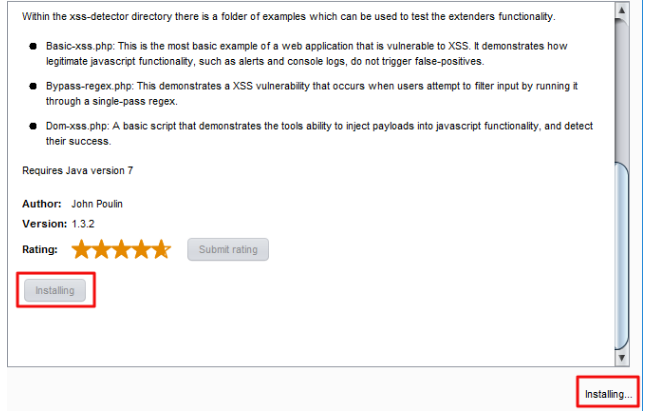 Within the xss-detector directory there is a folder of examples which can be used to test the extenders functionality.
Basic-xss.php: This is the most basic example of a web application that is vulnerable to XSS. It demonstrates how
legitimate javascript functionality, such as alerts and console logs, do not trigger false-positives.
Bypass-regex.php: This demonstrates a XSS vulnerability that occurs when users attempt to filter input by running it
through a single-pass regex.
Dom-xss.php: A basic script that demonstrates the tools ability to inject payloads into javascript functionality, and detect
their success.
Requires Java version 7
Author: John Poulin
Version: 1.3.2
Rating: Submit rating
Installing
Installing...